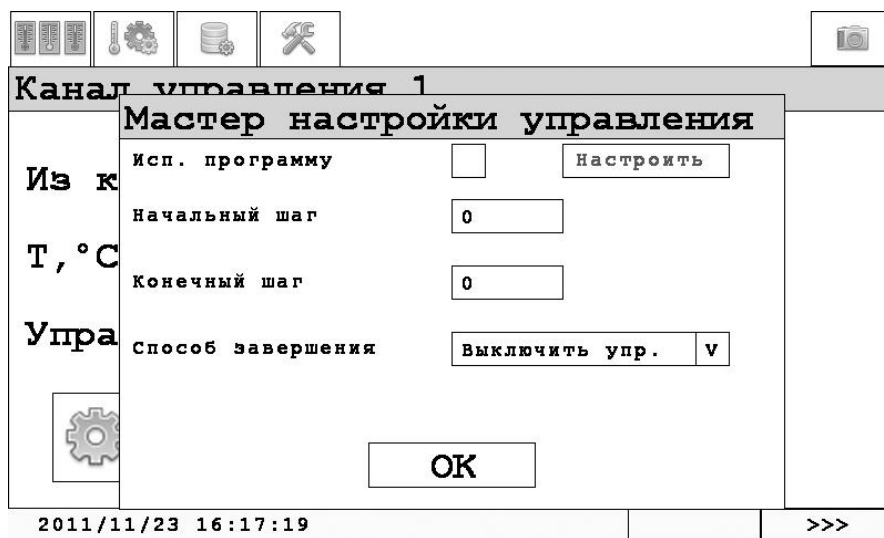 Канал управления 1
Мастер настройки управления
Исп. программу
Настроить
Из к
Начальный шаг
0
Т,°С
Конечный шаг
0
Упра
Способ завершения
Выключить упр.
V
OK
2011/11/23 16:17:19
>>>